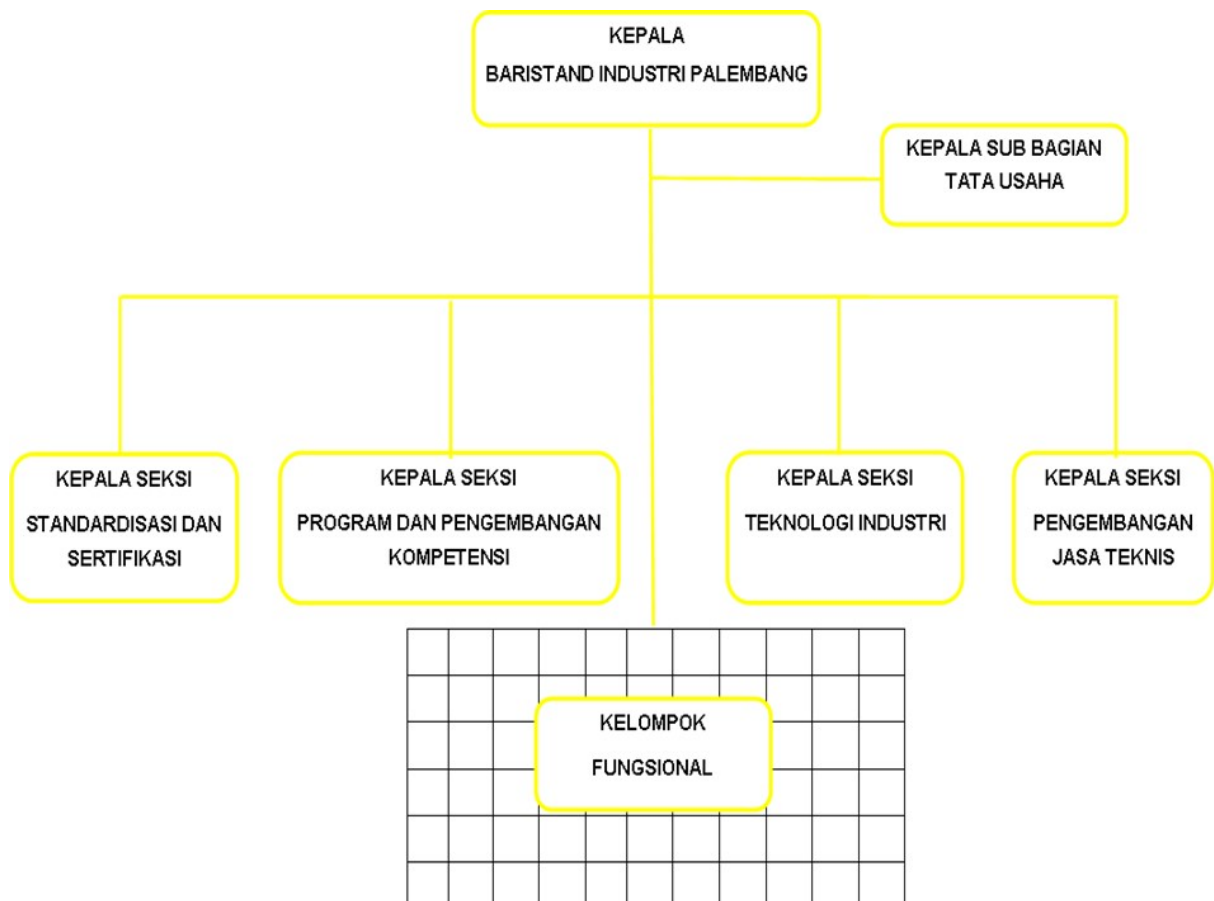 KEPALA
BARISTAND INDUSTRI PALEMBANG
KEPALA SUB BAGIAN
TATA USAHA
KEPALA SEKSI
STANDARDISASI DAN
SERTIFIKASI
KEPALA SEKSI
PROGRAM DAN PENGEMBANGAN
KOMPETENSI
KEPALA SEKSI
TEKNOLOGI INDUSTRI
KEPALA SEKSI
PENGEMBANGAN
JASA TEKNIS
KELOMPOK
FUNGSIONAL